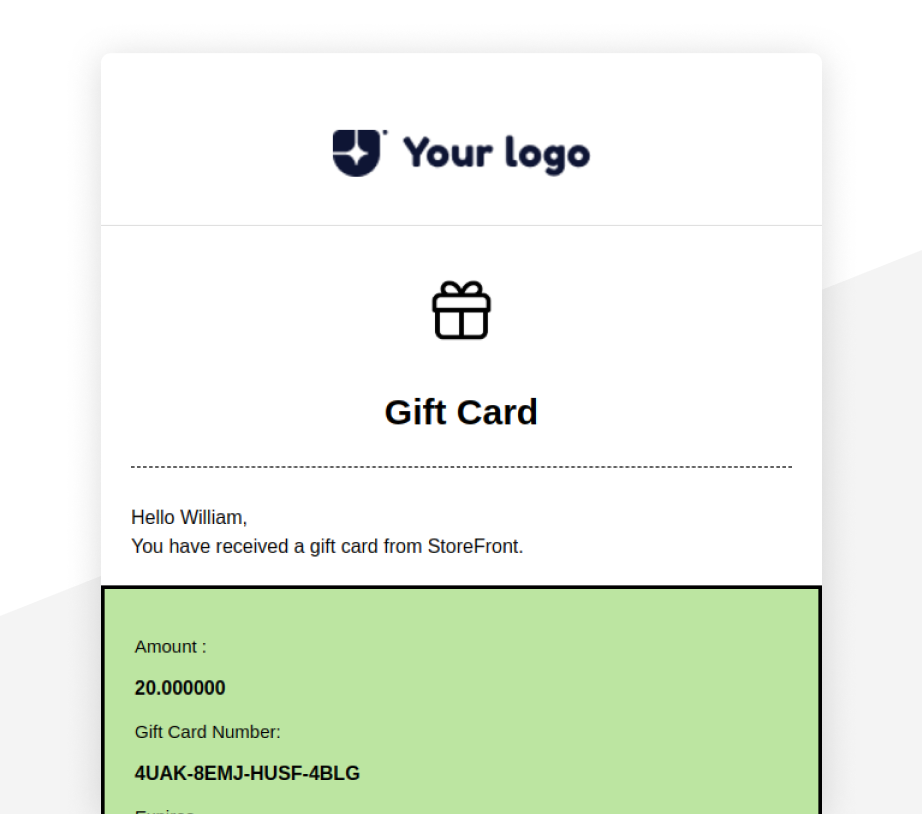 Your logo
Gift Card
Hello William,
You have received a gift card from StoreFront.
Amount :
20.000000
Gift Card Number:
4UAK-8EMJ-HUSF-4BLG